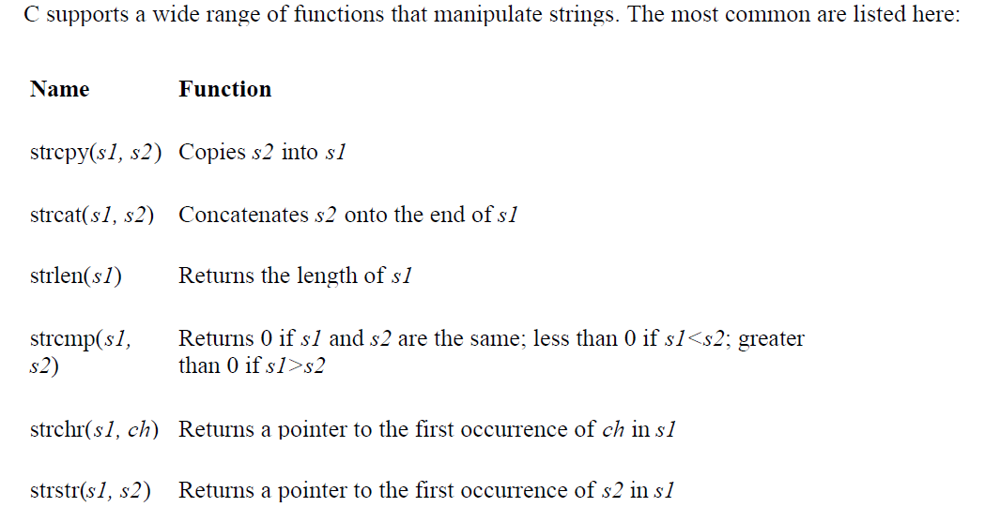 C supports a wide range of functions that manipulate strings. The most common are listed here:
Name Function
strcpy(s1, s2) Copies s2 into s1
strcat(s1, s2) Concatenates s2 onto the end of s1
strlen(s1) Returns the length of s1
strcmp(s1, Returns 0 if s1 and s2 are the same; less than 0 if s1<s2; greater
s2) than 0 if s1>s2
strchr(s1, ch) Returns a pointer to the first occurrence of ch in s1
strstr(s1, s2) Returns a pointer to the first occurrence of s2 in s1